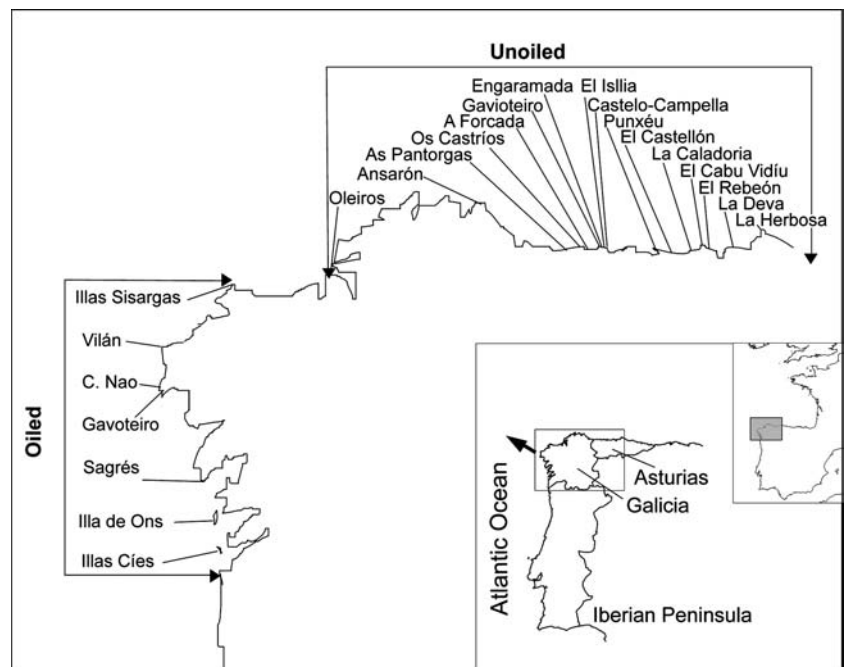 Unoiled
Engaramada
El Isllia
Gavioteiro
Castelo-Campella
A Forcada
Punxéu
Os Castríos
El Castellón
As Pantorgas
La Caladoria
Ansarón
El Cabu Vidíu
Oleiros
El Rebeón
La Deva
La Herbosa
Oiled
Illas Sisargas
Vilán
C. Nao
Gavoteiro
Sagrés
Illa de Ons
Illas Cíes
Atlantic Ocean
Asturias
Galicia
Iberian Peninsula